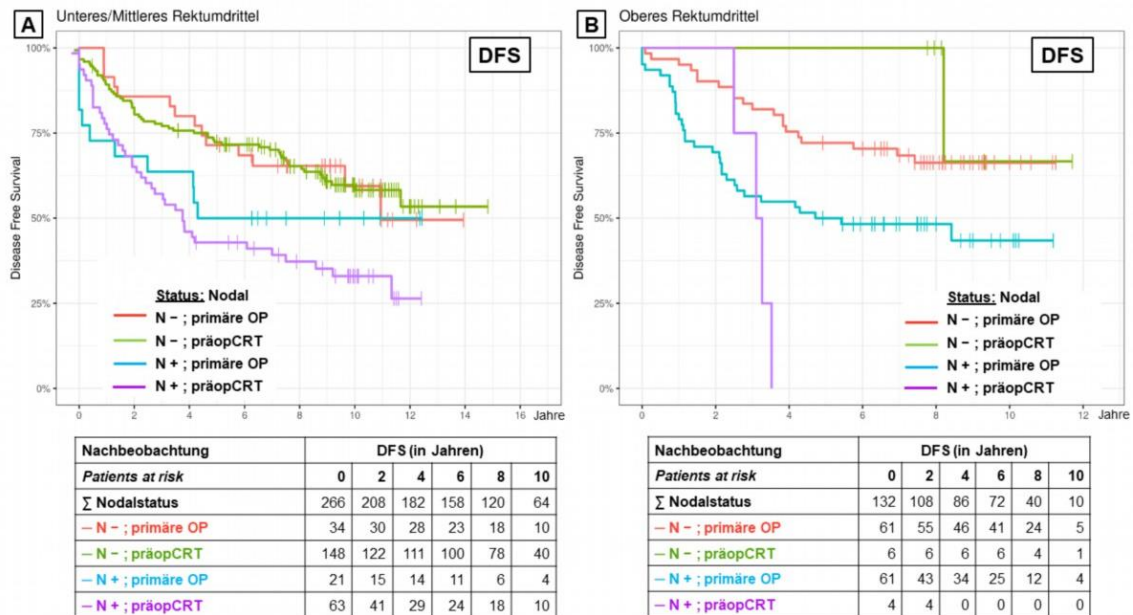 A Unteres/Mittleres Rektumdrittel
DFS
Disease Free Survival
100%
75%
50%
25%
0%
Status: Nodal
N − ; primäre OP
N − ; präopCRT
N + ; primäre OP
N + ; präopCRT
0 2 4 6 8 10 12 14 16 Jahre
Nachbeobachtung DFS (in Jahren)
Patients at risk 0 2 4 6 8 10
∑ Nodalstatus 266 208 182 158 120 64
— N − ; primäre OP 34 30 28 23 18 10
— N − ; präopCRT 148 122 111 100 78 40
— N + ; primäre OP 21 15 14 11 6 4
— N + ; präopCRT 63 41 29 24 18 10
B Oberes Rektumdrittel
DFS
Disease Free Survival
100%
75%
50%
25%
0%
Status: Nodal
N − ; primäre OP
N − ; präopCRT
N + ; primäre OP
N + ; präopCRT
0 2 4 6 8 10 12 Jahre
Nachbeobachtung DFS (in Jahren)
Patients at risk 0 2 4 6 8 10
∑ Nodalstatus 132 108 86 72 40 10
— N − ; primäre OP 61 55 46 41 24 5
— N − ; präopCRT 6 6 6 6 4 1
— N + ; primäre OP 61 43 34 25 12 4
— N + ; präopCRT 4 4 0 0 0 0